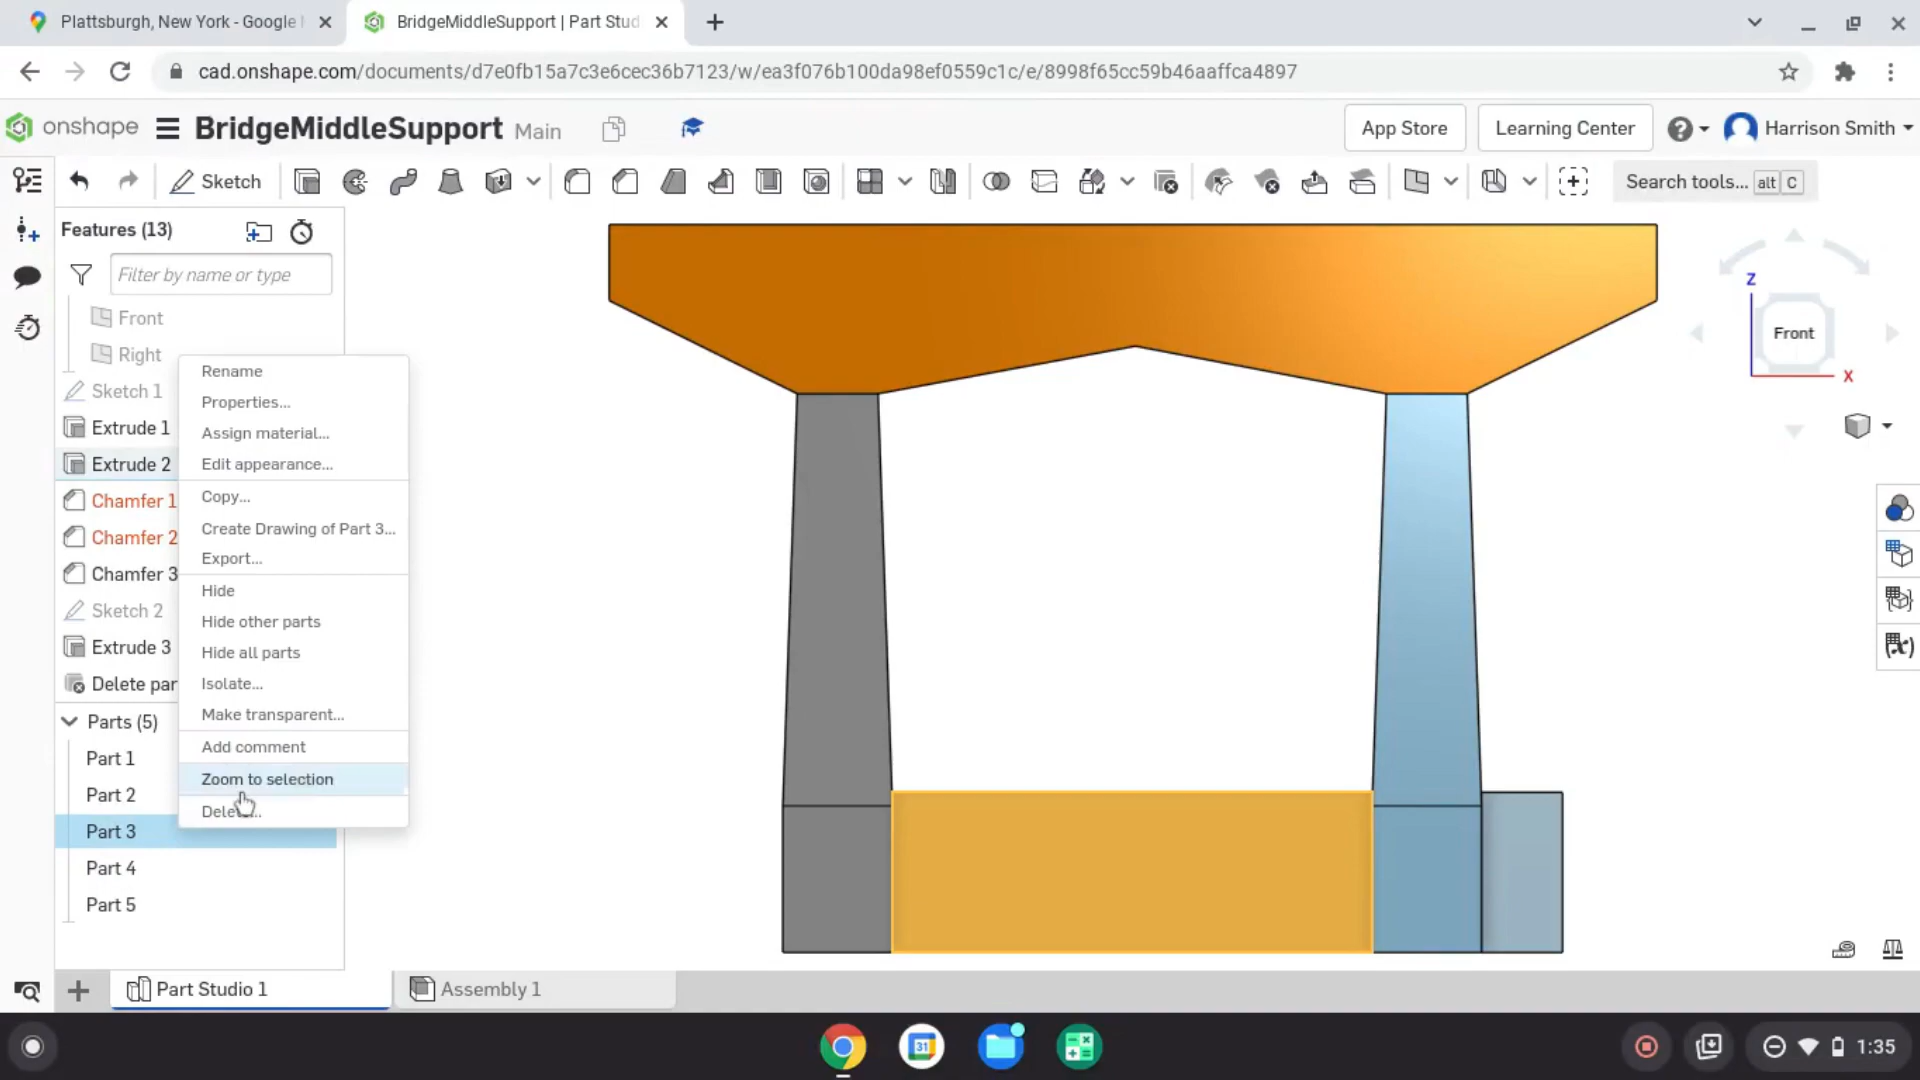 Plattsburgh, New York - Google
BridgeMiddleSupport | Part Stud
cad.onshape.com/documents/d7e0fb15a7c3e6cec36b7123/w/ea3f076b100da98ef0559c1c/e/8998f65cc59b46aaffca4897
onshape BridgeMiddleSupport Main
App Store
Learning Center
Harrison Smith
Sketch
Search tools... alt C
Features (13)
Filter by name or type
Front
Right
Sketch 1
Extrude 1
Extrude 2
Chamfer 1
Chamfer 2
Chamfer 3
Sketch 2
Extrude 3
Delete par
Parts (5)
Part 1
Part 2
Part 3
Part 4
Part 5
Rename
Properties...
Assign material...
Edit appearance...
Copy...
Create Drawing of Part 3...
Export...
Hide
Hide other parts
Hide all parts
Isolate...
Make transparent...
Add comment
Zoom to selection
Z
Front
X
Part Studio 1
Assembly 1
31
1:35